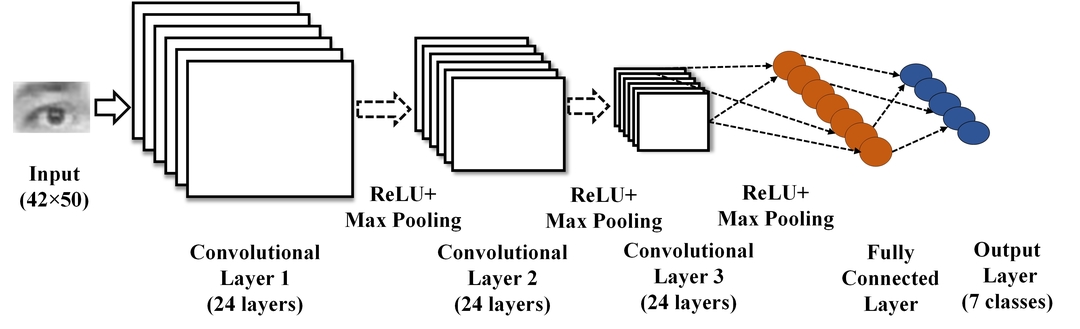 Input
(42×50)
ReLU+
Max Pooling
ReLU+
Max Pooling
ReLU+
Max Pooling
Convolutional
Layer 1
(24 layers)
Convolutional
Layer 2
(24 layers)
Convolutional
Layer 3
(24 layers)
Fully
Connected
Layer
Output
Layer
(7 classes)